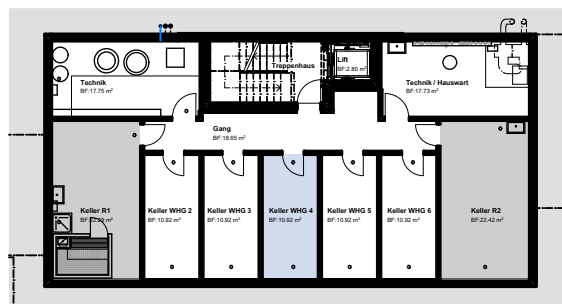 Treppenhaus
Lift
BF:2.80 m²
Technik
BF:17.75 m²
Technik / Hauswart
BF:17.73 m²
Gang
BF:18.65 m²
Keller R1
m²
Keller WHG 2
BF:10.92 m²
Keller WHG 3
BF:10.92 m²
Keller WHG 4
BF:10.92 m²
Keller WHG 5
BF:10.92 m²
Keller WHG 6
BF:10.92 m²
Keller R2
BF:22.42 m²